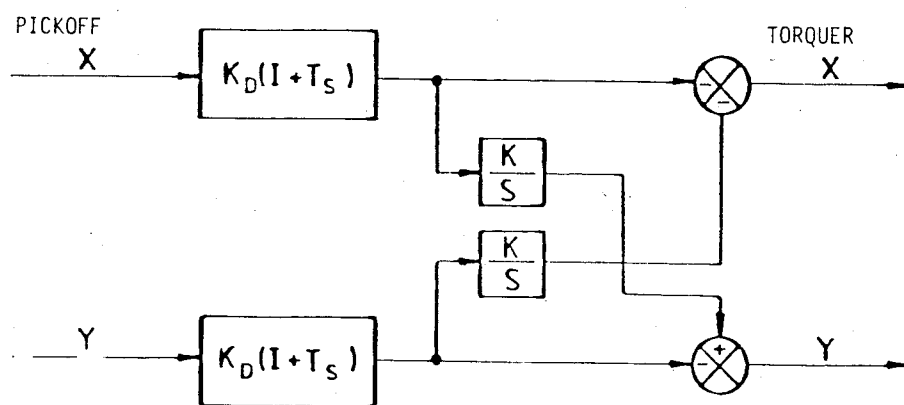 PICKOFF
X
K_D(I+T_S)
TORQUER
X
K
S
K
S
Y
K_D(I+T_S)
Y
- - + -